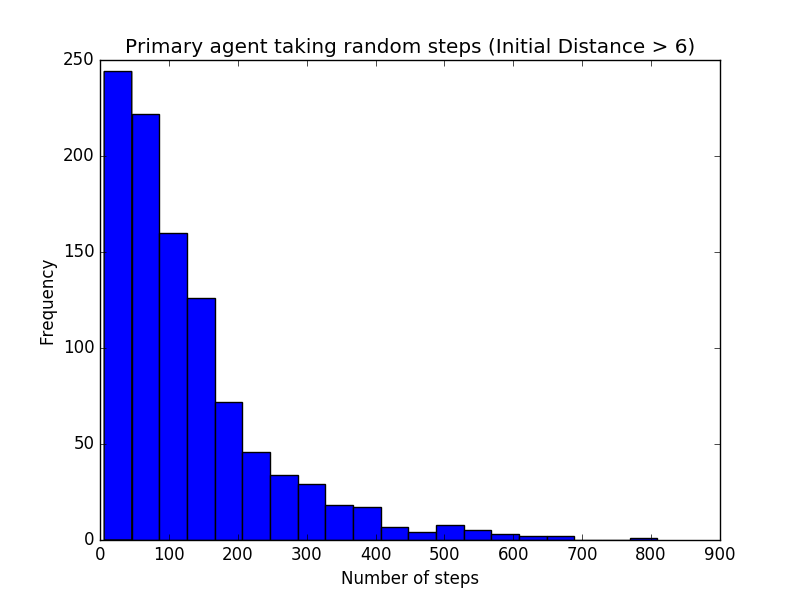 Primary agent taking random steps (Initial Distance > 6)
250
200
150
100
50
0
Frequency
0 100 200 300 400 500 600 700 800 900
Number of steps